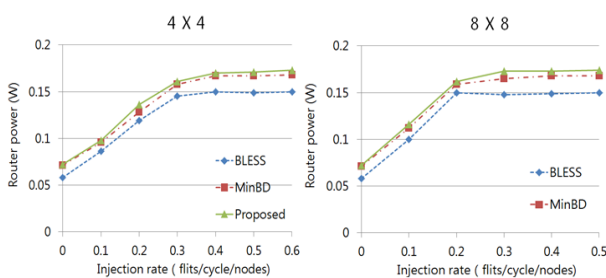 4 X 4
8 X 8
0.2
0.15
0.1
0.05
0
Router power (W)
BLESS
MinBD
Proposed
0 0.1 0.2 0.3 0.4 0.5 0.6
Injection rate ( flits/cycle/nodes)
0.2
0.15
0.1
0.05
0
Router power (W)
BLESS
MinBD
0 0.1 0.2 0.3 0.4 0.5
Injection rate ( flits/cycle/nodes)